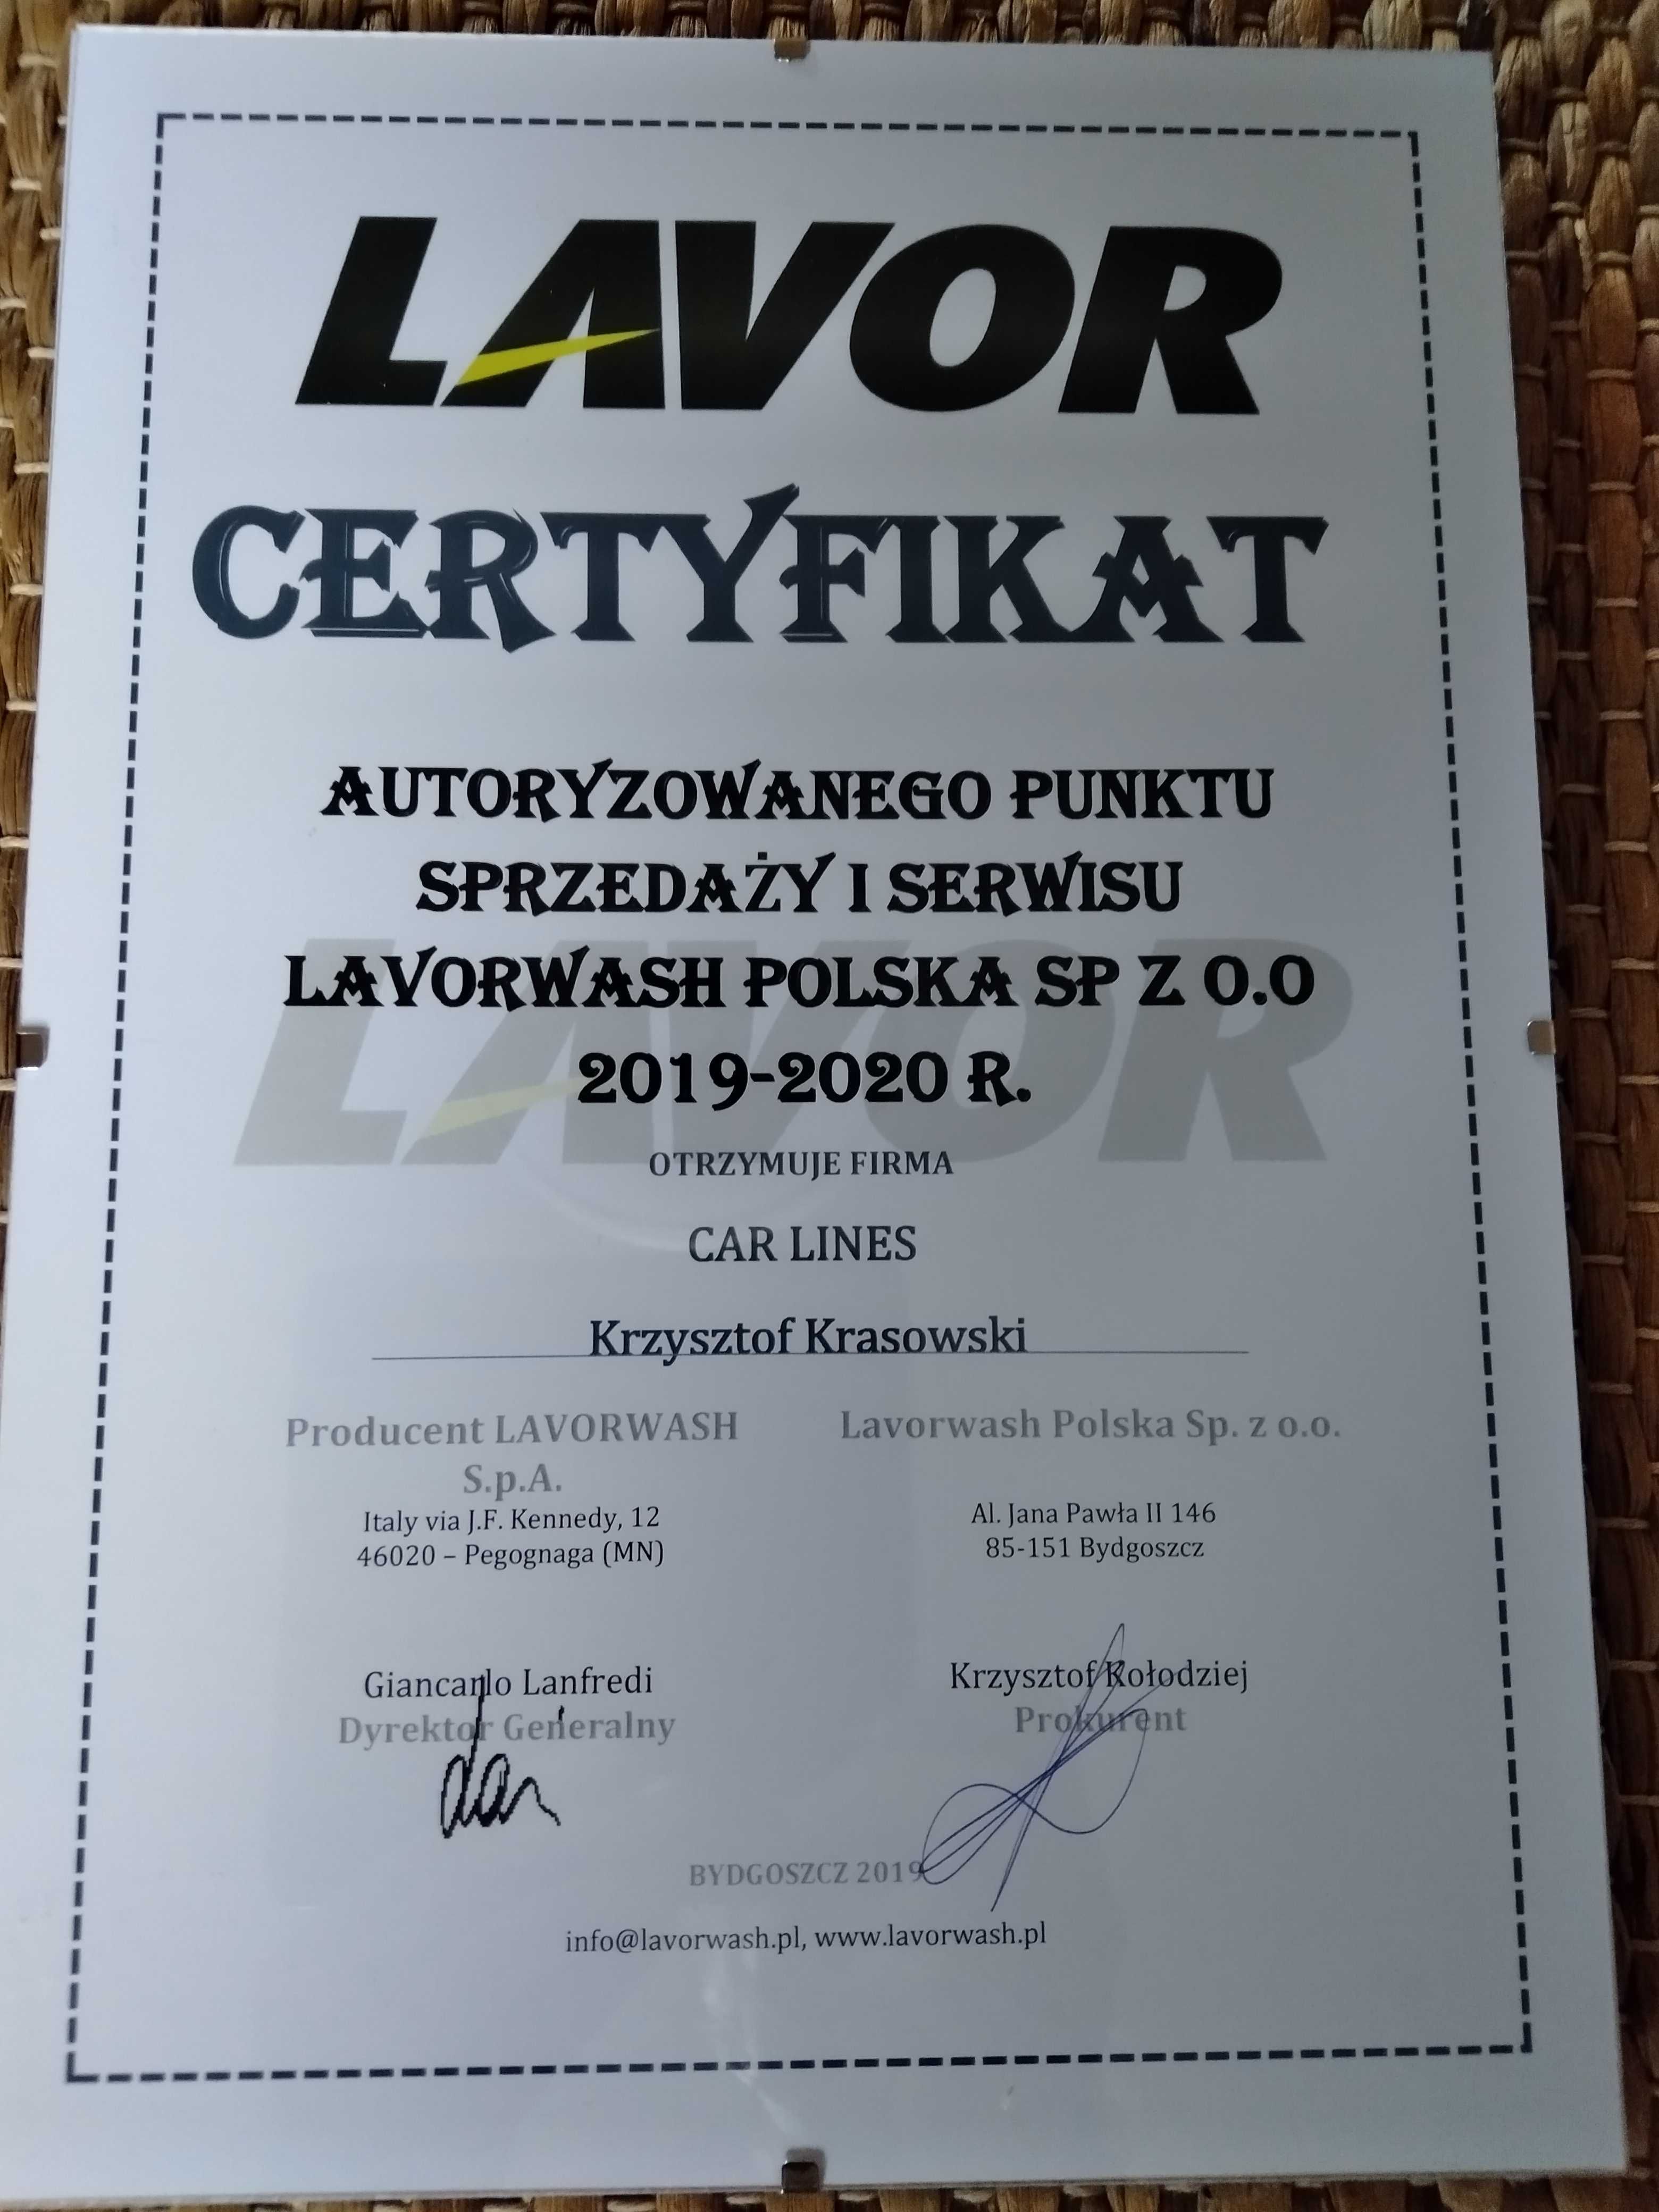 LAVOR
CERTYFIKAT
AUTORYZOWANEGO PUNKTU
SPRZEDAŻY I SERWISU
LAVORWASH POLSKA SP Z O.O
2019-2020 R.
LAVOR
OTRZYMUJE FIRMA
CAR LINES
Krzysztof Krasowski
Producent LAVORWASH
S.p.A.
Italy via J.F. Kennedy, 12
46020 – Pegognaga (MN)
Lavorwash Polska Sp. z o.o.
Al. Jana Pawła II 146
85-151 Bydgoszcz
Giancarlo Lanfredi
Dyrektor Generalny
Krzysztof Kołodziej
Prokurent
BYDGOSZCZ 2019
info@lavorwash.pl, www.lavorwash.pl